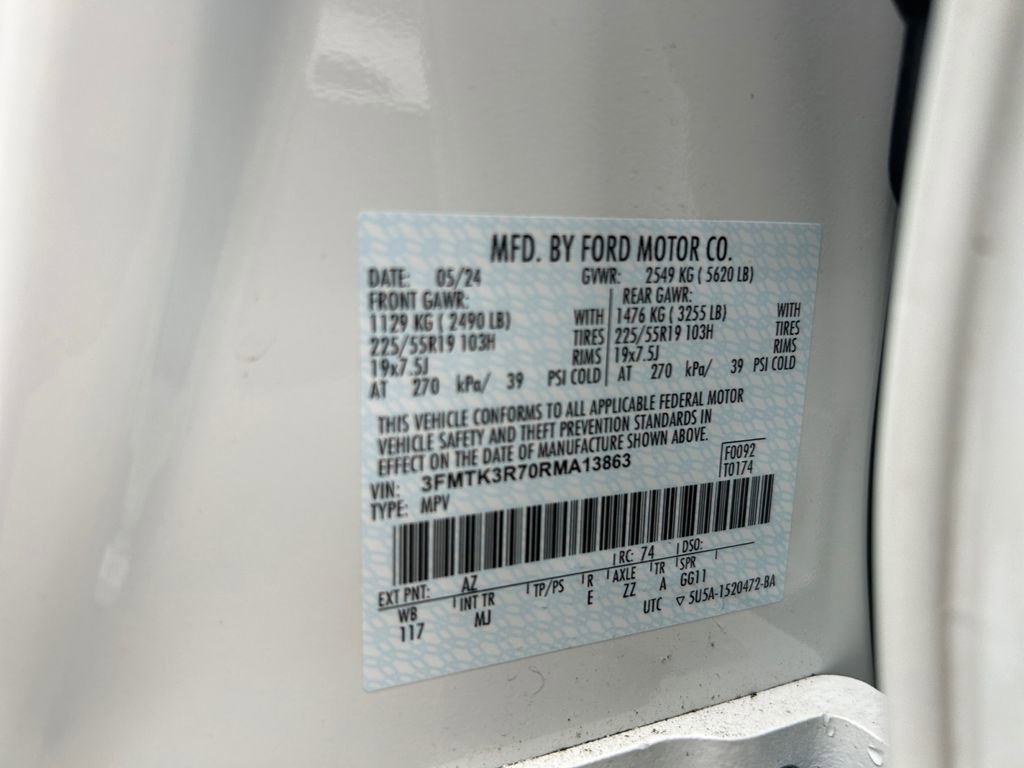 MFD. BY FORD MOTOR CO.
DATE: 05/24 GVWR: 2549 KG ( 5620 LB)
FRONT GAWR: REAR GAWR:
1129 KG ( 2490 LB) WITH 1476 KG ( 3255 LB) WITH
225/55R19 103H TIRES 225/55R19 103H TIRES
19x7.5J RIMS 19x7.5J RIMS
AT 270 kPa/ 39 PSI COLD AT 270 kPa/ 39 PSI COLD
THIS VEHICLE CONFORMS TO ALL APPLICABLE FEDERAL MOTOR
VEHICLE SAFETY AND THEFT PREVENTION STANDARDS IN
EFFECT ON THE DATE OF MANUFACTURE SHOWN ABOVE.
VIN: 3FMTK3R70RMA13863 F0092
TYPE: MPV T0174
EXT PNT: AZ RC: 74 DSO:
WB INT TR TP/PS R AXLE TR SPR
117 MJ E ZZ A GG11
UTC ▽ 5U5A-1520472-BA